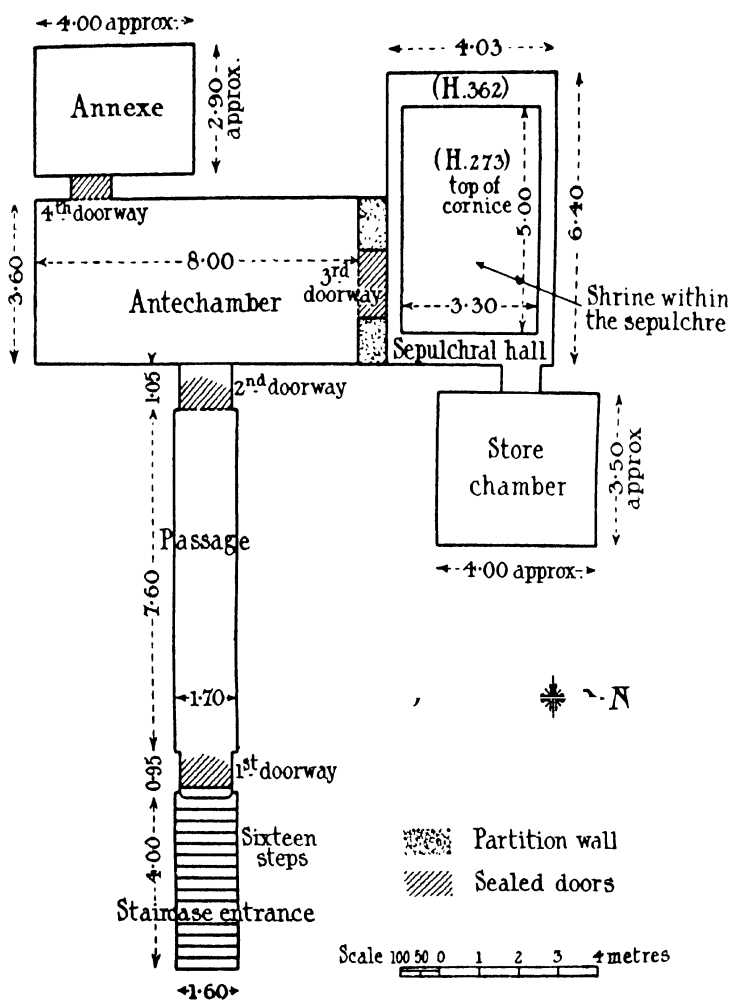 4·00 approx.
Annexe
2·90
approx.
4·03
(H.362)
(H.273)
top of
cornice
5·00
6·40
3·30
Shrine within
the sepulchre
Sepulchral hall
4th doorway
3·60
8·00
3rd
doorway
Antechamber
1·05
2nd doorway
Store
chamber
3·50
approx
4·00 approx.
Passage
7·60
1·70
N
0·95
1st doorway
4·00
Sixteen
steps
Staircase entrance
1·60
Partition wall
Sealed doors
Scale 100 50 0 1 2 3 4 metres